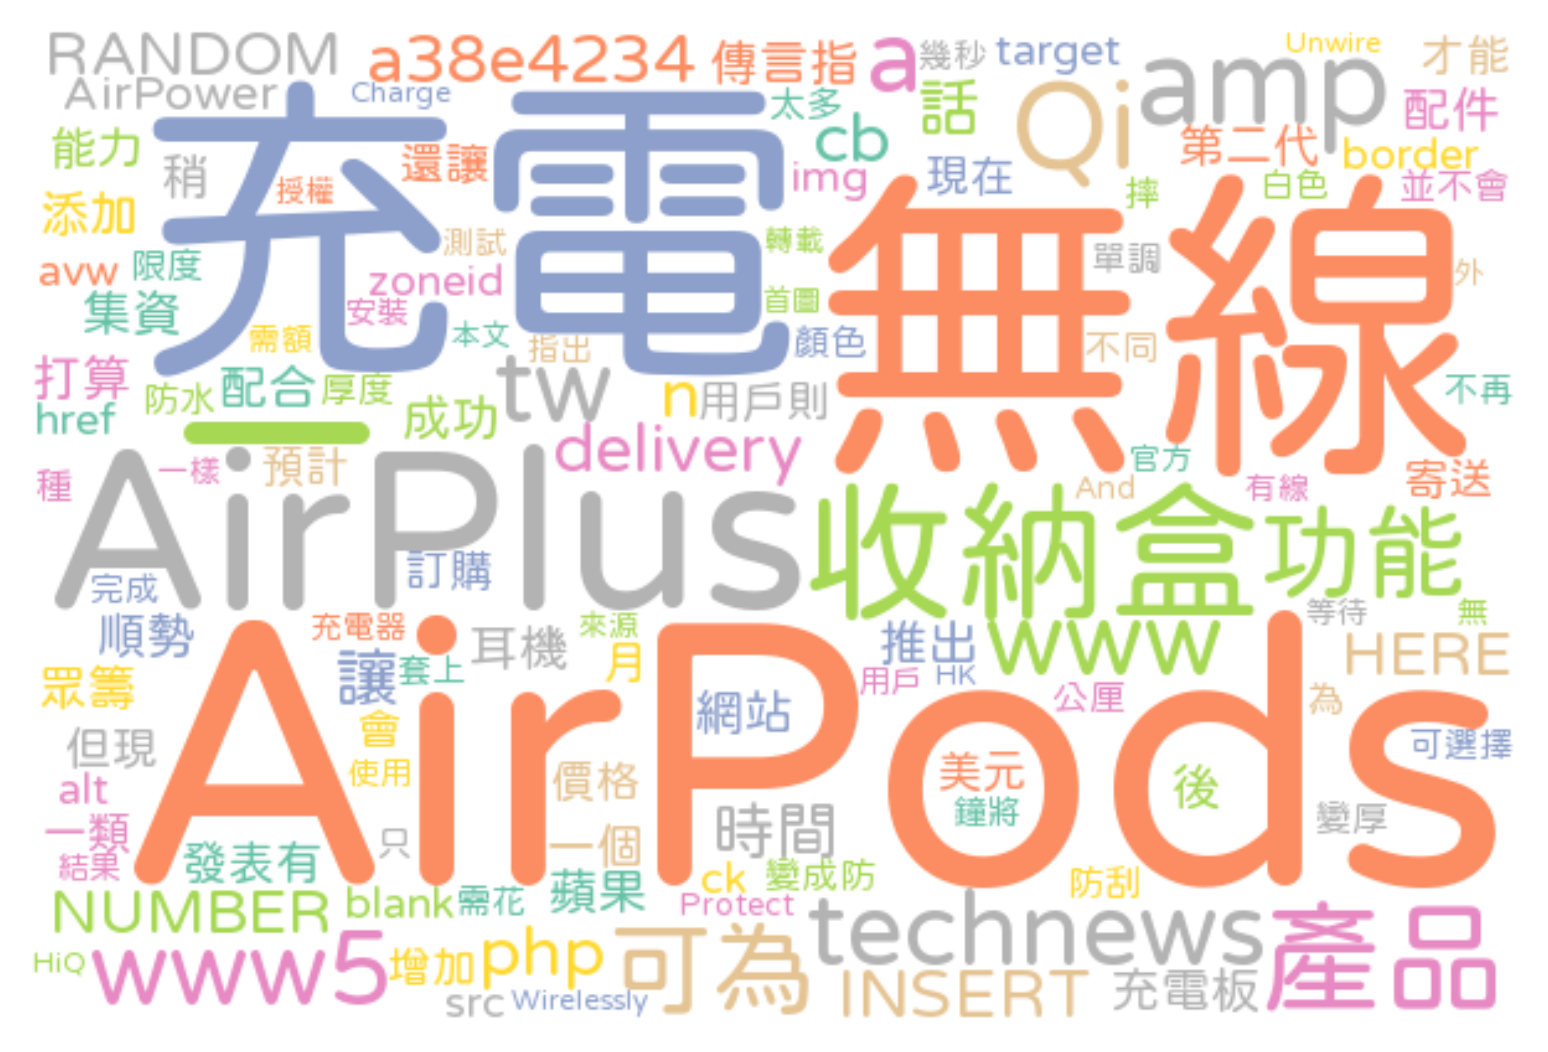 RANDOM a38e4234 傳言指 a 幾秒 target Unwire 才能
AirPower Charge 太多 話 Qi amp 配件
能力 稍 充電 還讓 cb 第二代 border
授權 img 現在 摔 白色 並不會
添加 測試 轉載 無線 單調 外
avw 限度 zoneid
集資 安裝 首圖
需額 本文 指出 顏色 不同
打算 防水 配合 厚度 tw n 用戶則 不再
href 成功
一 delivery 官方
種 一樣 預計 And 有線 寄送
AirPlus 收納盒 功能
完成 訂購
順勢 充電器 耳機 來源 推出 www 等待 無
眾籌 讓 套上 月 用戶 HK HERE
AirPods 網站 公厘 為
但現 會 可選擇
alt 使用 價格 美元 後
一類 只 一個 時間 鐘將 變厚
結果 發表有 蘋果 ck 變成防 防刮
NUMBER blank 需花 Protect technews 產品
HiQ www5 增加 php 可為 INSERT 充電板
src Wirelessly